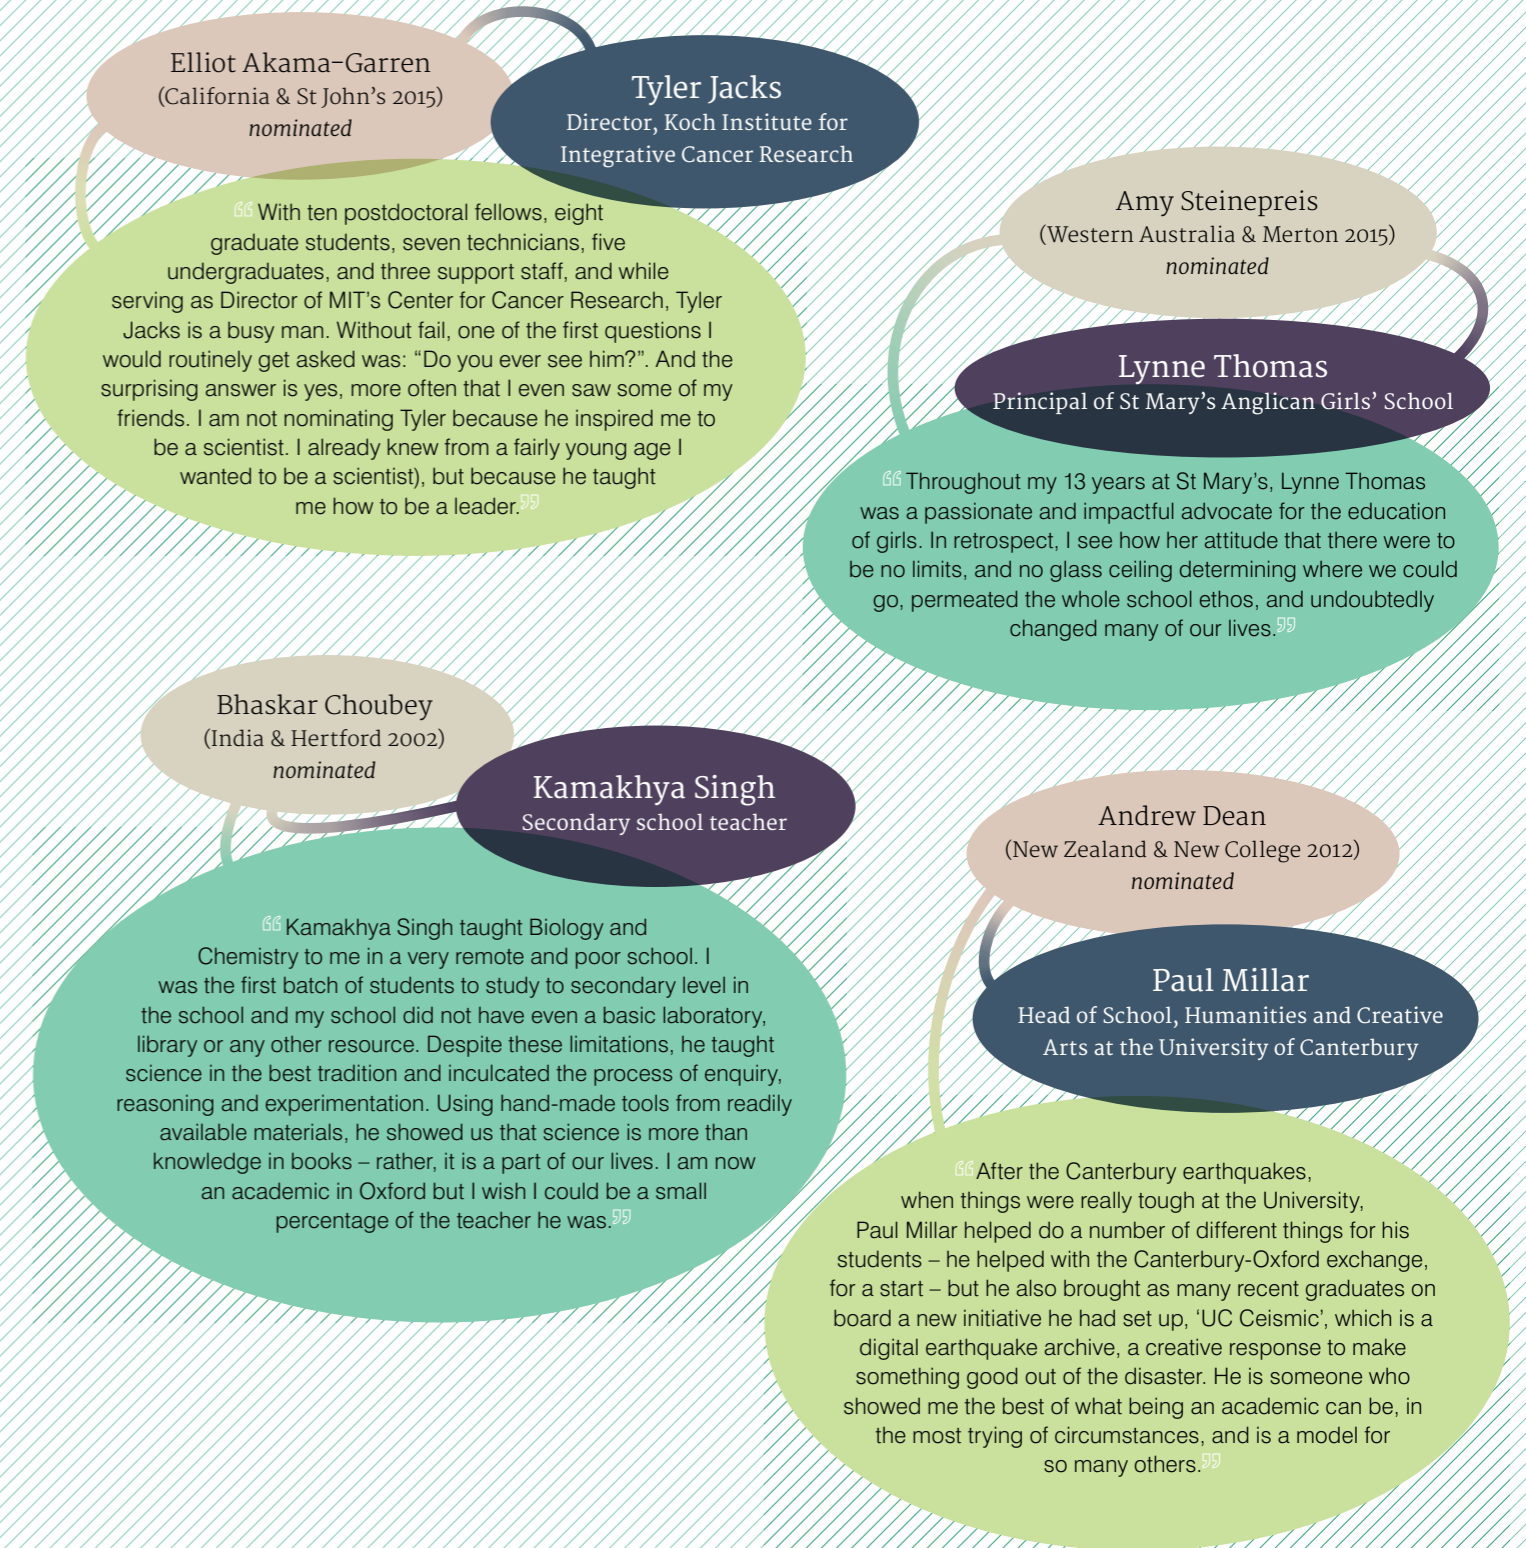 Elliot Akama-Garren
(California & St John’s 2015)
nominated
Tyler Jacks
Director, Koch Institute for
Integrative Cancer Research
“With ten postdoctoral fellows, eight
graduate students, seven technicians, five
undergraduates, and three support staff, and while
serving as Director of MIT’s Center for Cancer Research, Tyler
Jacks is a busy man. Without fail, one of the first questions I
would routinely get asked was: “Do you ever see him?”. And the
surprising answer is yes, more often that I even saw some of my
friends. I am not nominating Tyler because he inspired me to
be a scientist. I already knew from a fairly young age I
wanted to be a scientist), but because he taught
me how to be a leader.”
Amy Steinepreis
(Western Australia & Merton 2015)
nominated
Lynne Thomas
Principal of St Mary’s Anglican Girls’ School
“Throughout my 13 years at St Mary’s, Lynne Thomas
was a passionate and impactful advocate for the education
of girls. In retrospect, I see how her attitude that there were to
be no limits, and no glass ceiling determining where we could
go, permeated the whole school ethos, and undoubtedly
changed many of our lives.”
Bhaskar Choubey
(India & Hertford 2002)
nominated
Kamakhya Singh
Secondary school teacher
“Kamakhya Singh taught Biology and
Chemistry to me in a very remote and poor school. I
was the first batch of students to study to secondary level in
the school and my school did not have even a basic laboratory,
library or any other resource. Despite these limitations, he taught
science in the best tradition and inculcated the process of enquiry,
reasoning and experimentation. Using hand-made tools from readily
available materials, he showed us that science is more than
knowledge in books – rather, it is a part of our lives. I am now
an academic in Oxford but I wish I could be a small
percentage of the teacher he was.”
Andrew Dean
(New Zealand & New College 2012)
nominated
Paul Millar
Head of School, Humanities and Creative
Arts at the University of Canterbury
“After the Canterbury earthquakes,
when things were really tough at the University,
Paul Millar helped do a number of different things for his
students – he helped with the Canterbury-Oxford exchange,
for a start – but he also brought as many recent graduates on
board a new initiative he had set up, ‘UC Ceismic’, which is a
digital earthquake archive, a creative response to make
something good out of the disaster. He is someone who
showed me the best of what being an academic can be, in
the most trying of circumstances, and is a model for
so many others.”